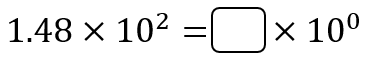 1.48 × 10² = □ × 10⁰